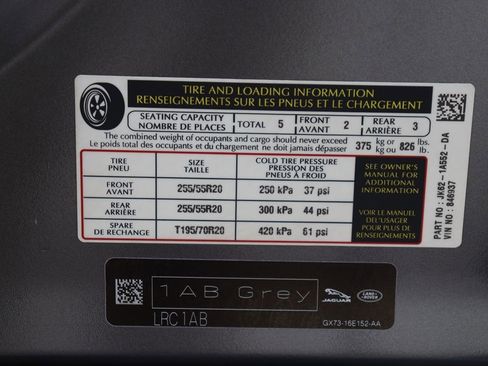 TIRE AND LOADING INFORMATION
RENSEIGNEMENTS SUR LES PNEUS ET LE CHARGEMENT
SEATING CAPACITY
NOMBRE DE PLACES
TOTAL 5
FRONT
AVANT 2
REAR
ARRIÈRE 3
The combined weight of occupants and cargo should never exceed
Le poids total des occupants et du chargement ne doit jamais dépasser
375 kg or
kg ou 826 lbs.
lb.
TIRE
PNEU
SIZE
TAILLE
COLD TIRE PRESSURE
PRESSION DES
PNEUS À FROID
FRONT
AVANT
255/55R20
250 kPa 37 psi
REAR
ARRIÈRE
255/55R20
300 kPa 44 psi
SPARE
DE RECHANGE
T195/70R20
420 kPa 61 psi
SEE OWNER'S
MANUAL FOR
ADDITIONAL
INFORMATION
VOIR LE MANUEL
DEL'USAGER
POUR PLUS DE
RENSEIGNEMENTS
PART NO : JK62-1A552-DA
VIN NO : 846937
1AB Grey
LRC1AB
JAGUAR
LAND ROVER
GX73-16E152-AA